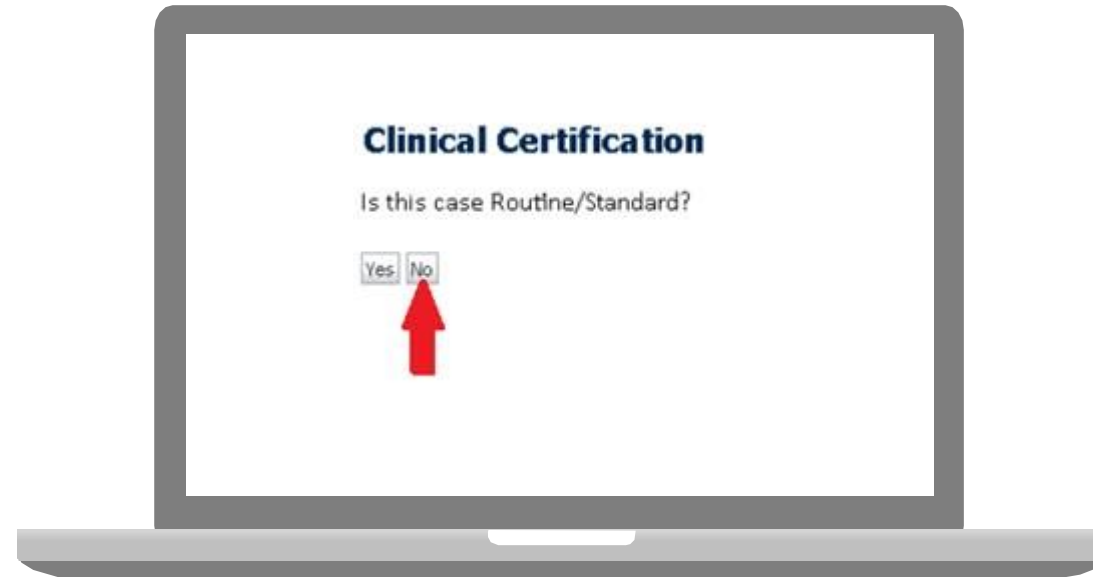 Clinical Certification
Is this case Routine/Standard?
Yes No